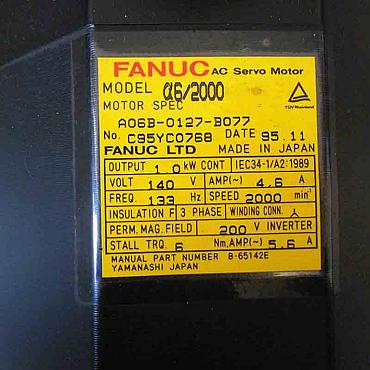 FANUC AC Servo Motor
MODEL α6/2000
MOTOR SPEC
A06B-0127-B077
No. C95YC0768 DATE 95.11
FANUC LTD MADE IN JAPAN
OUTPUT 1.0 kW CONT IEC34-1/A2:1989
VOLT 140 V AMP(~) 4.6 A
FREQ. 133 Hz SPEED 2000 min⁻¹
INSULATION F 3 PHASE WINDING CONN. 人
PERM. MAG. FIELD 200 V INVERTER
STALL TRQ. 6 Nm, AMP(~) 5.6 A
MANUAL PART NUMBER B-65142E
YAMANASHI JAPAN